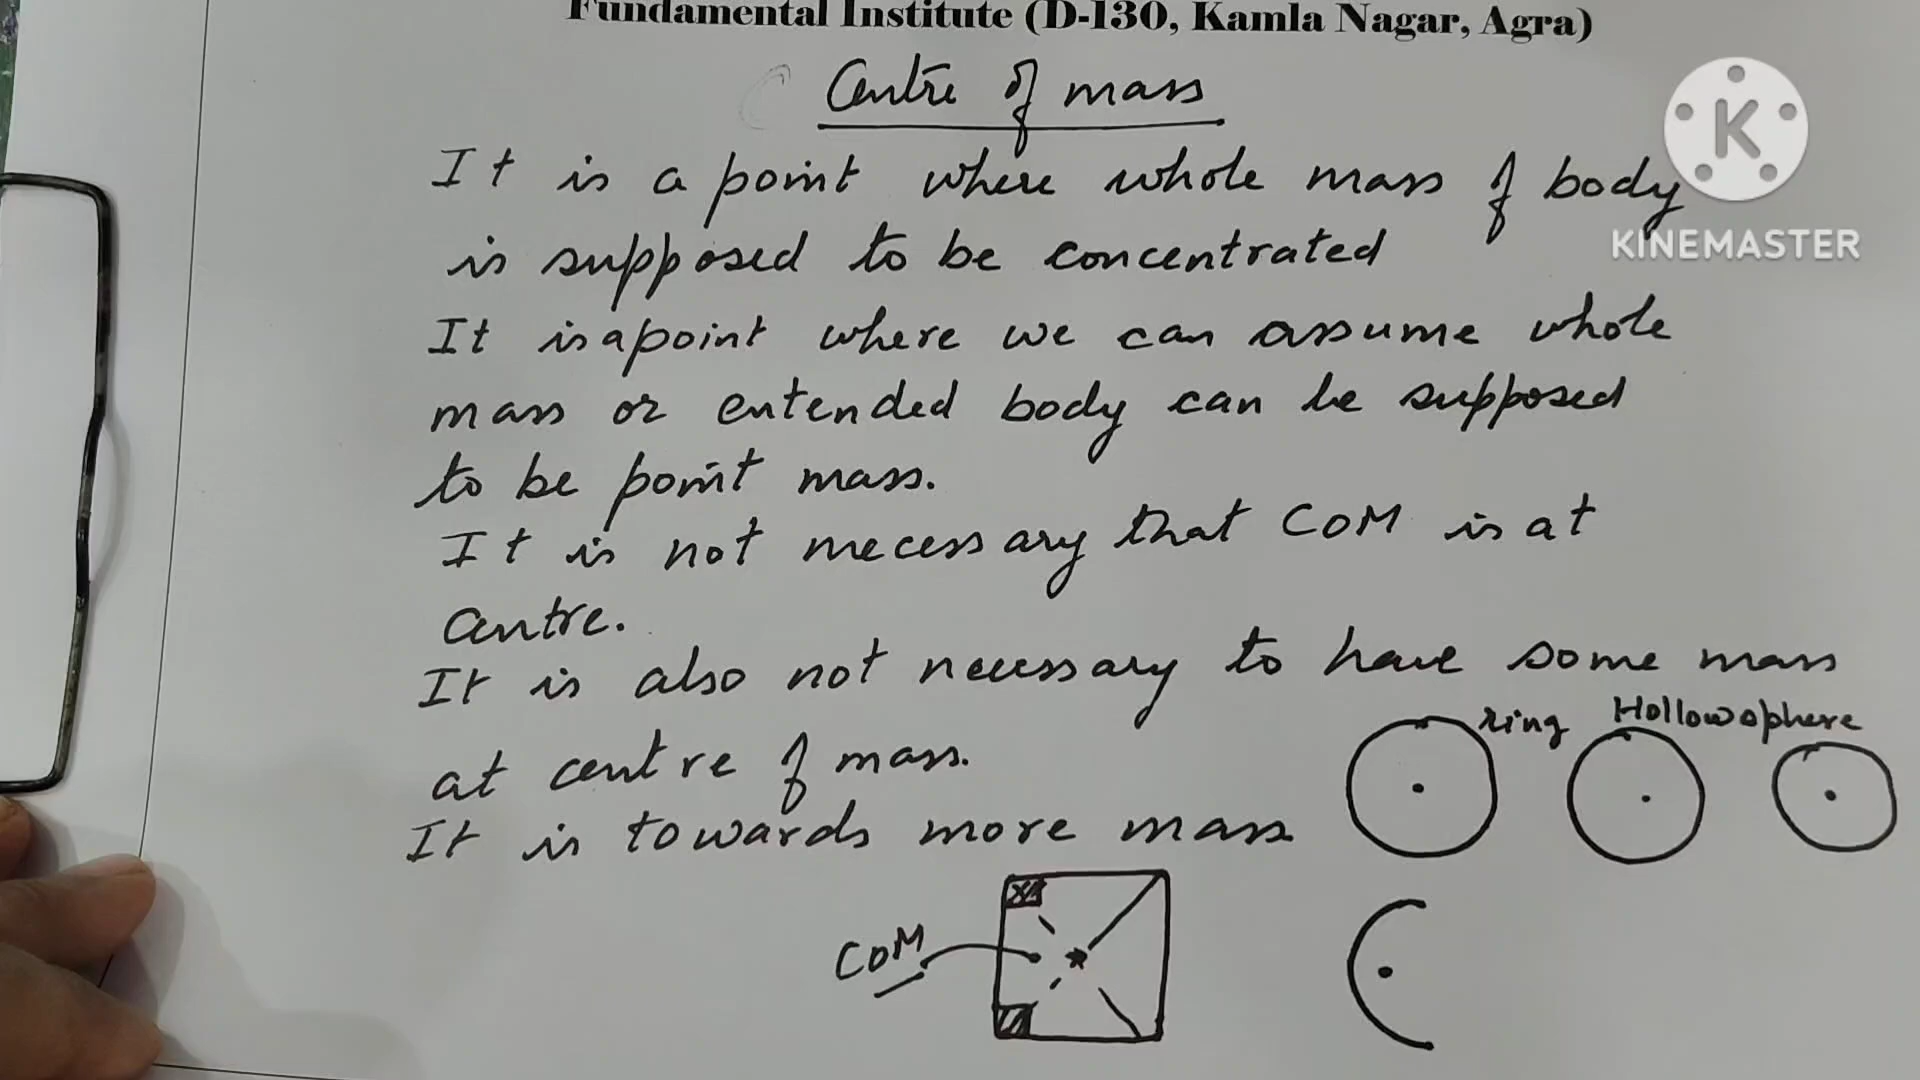 Fundamental Institute (D-130, Kamla Nagar, Agra)
Centre of mass
K
KINEMASTER
It is a point where whole mass of body
is supposed to be concentrated
It is a point where we can assume whole
mass or entended body can be supposed
to be point mass.
It is not mecessary that COM is at
Centre.
It is also not necessary to have some mass
at centre of mass.
ring Hollow sphere
It is towards more mass
COM